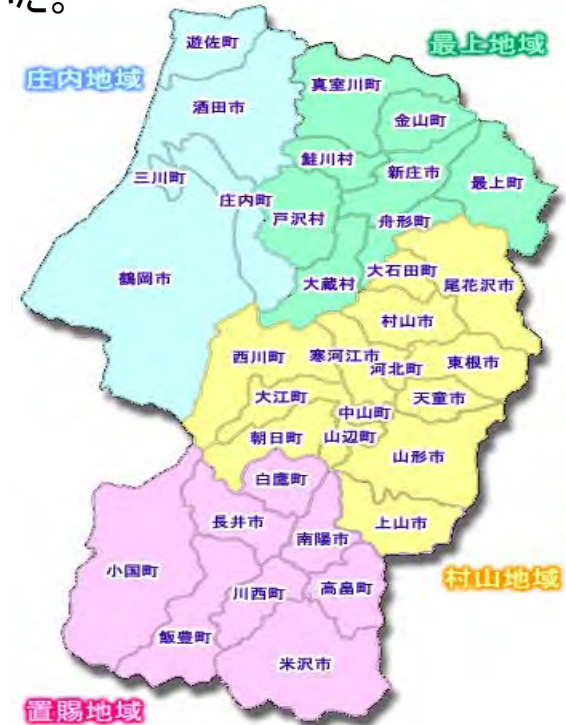 た。
遊佐町
最上地域
庄内地域
真室川町
酒田市
金山町
鮭川村
新庄市
三川町
最上町
庄内町
戸沢村
舟形町
鶴岡市
大蔵村
大石田町
尾花沢市
村山市
西川町
寒河江市
東根市
河北町
大江町
天童市
中山町
朝日町
山辺町
山形市
白鷹町
長井市
上山市
南陽市
小国町
村山地域
川西町
高畠町
飯豊町
米沢市
置賜地域